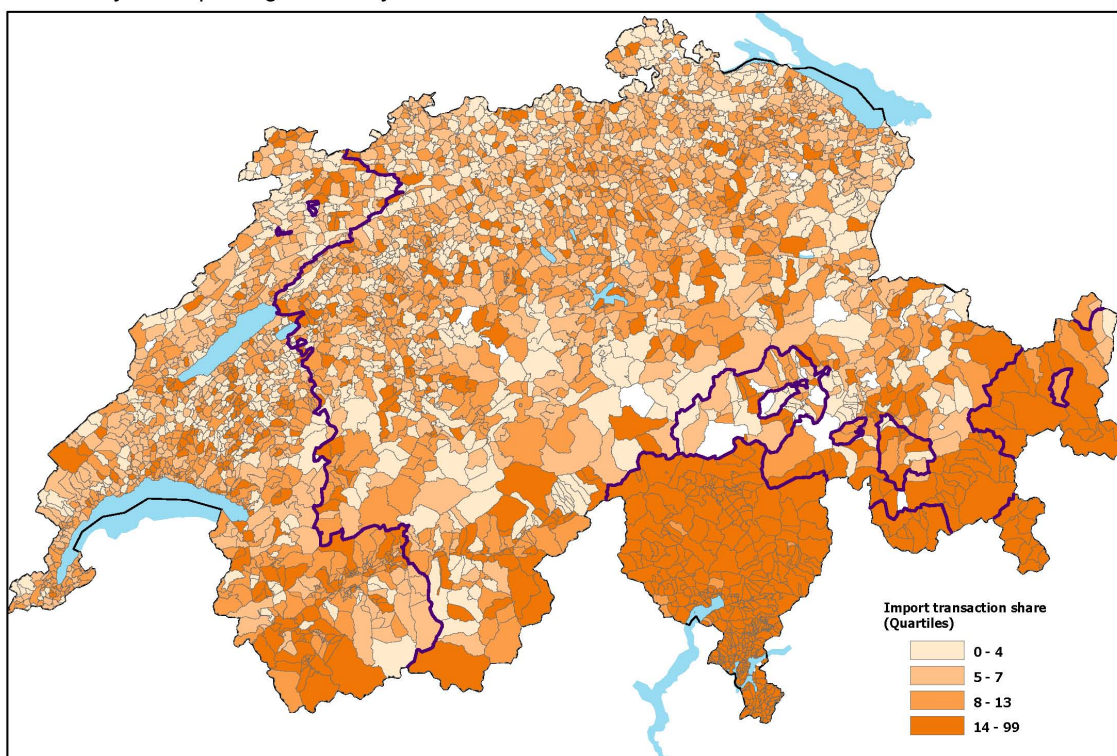 Import transaction share
(Quartiles)
0 - 4
5 - 7
8 - 13
14 - 99